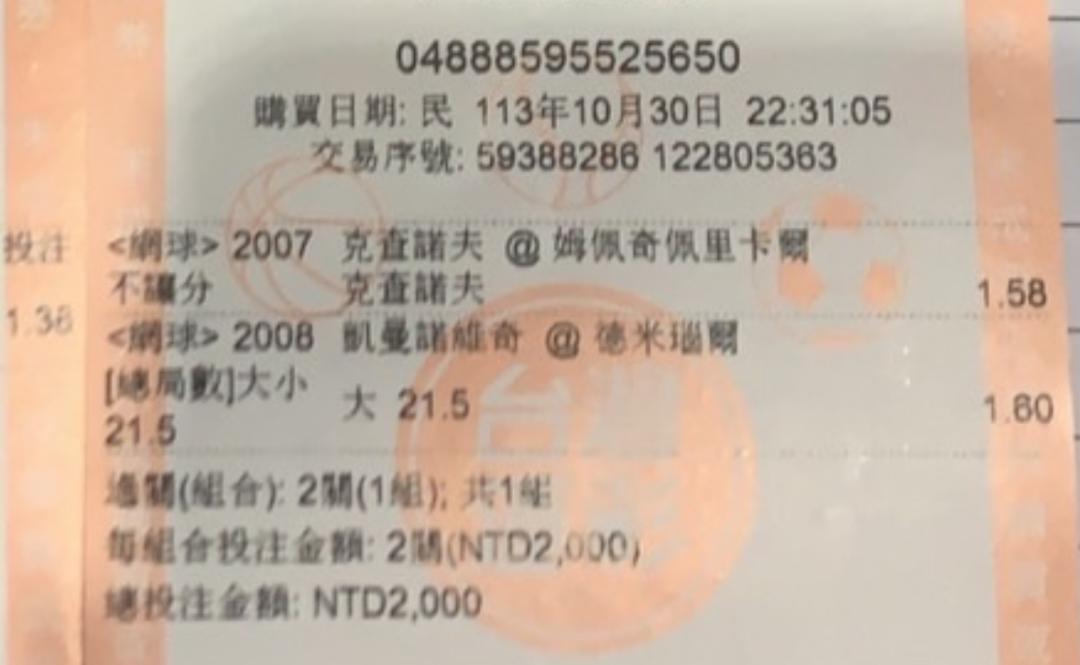 04888595525650
購買日期: 民 113年10月30日 22:31:05
交易序號: 59388286 122805363
投注
<網球> 2007 克查諾夫 @ 姆佩奇佩里卡爾
不讓分 克查諾夫 1.58
1.36
<網球> 2008 凱曼諾維奇 @ 德米瑙爾
[總局數]大小 大 21.5 1.60
21.5
過關(組合): 2關(1組); 共1組
每組合投注金額: 2關(NTD2,000)
總投注金額: NTD2,000
台灣